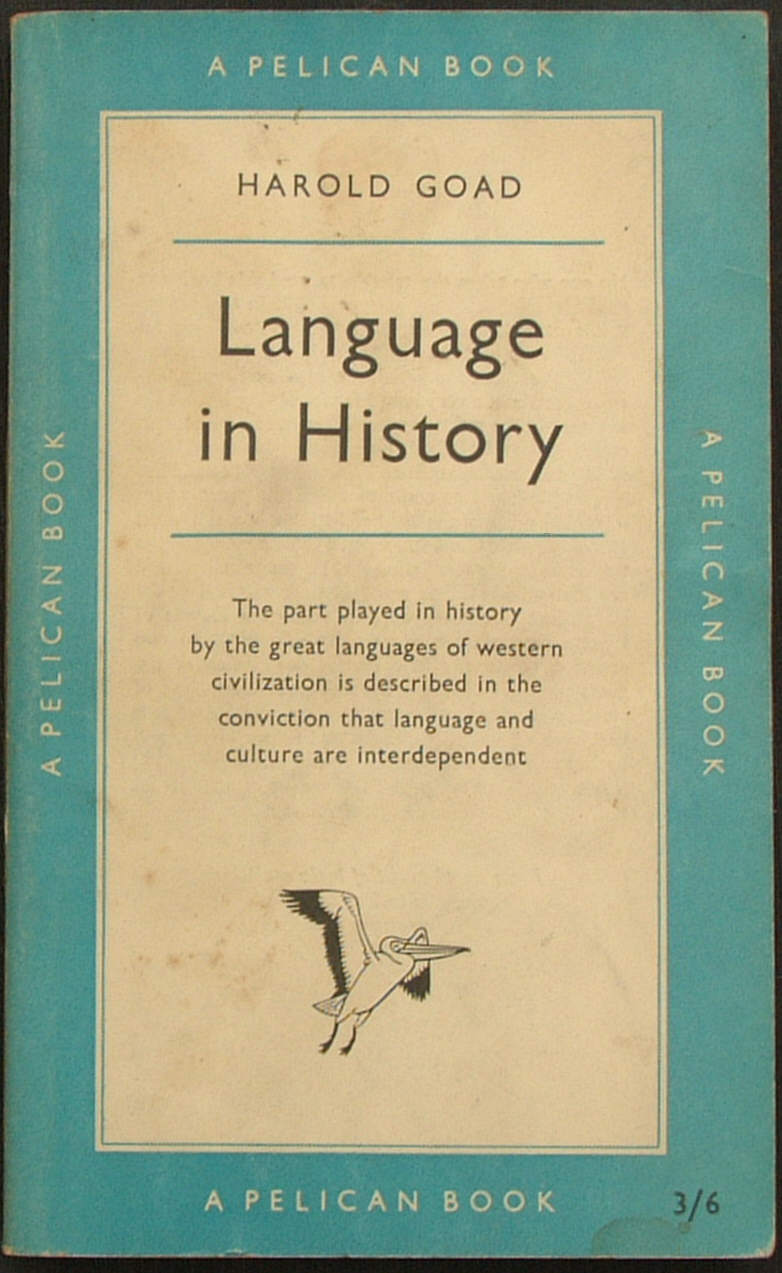 A PELICAN BOOK
HAROLD GOAD
Language
in History
The part played in history
by the great languages of western
civilization is described in the
conviction that language and
culture are interdependent
A PELICAN BOOK
A PELICAN BOOK
A PELICAN BOOK
3/6